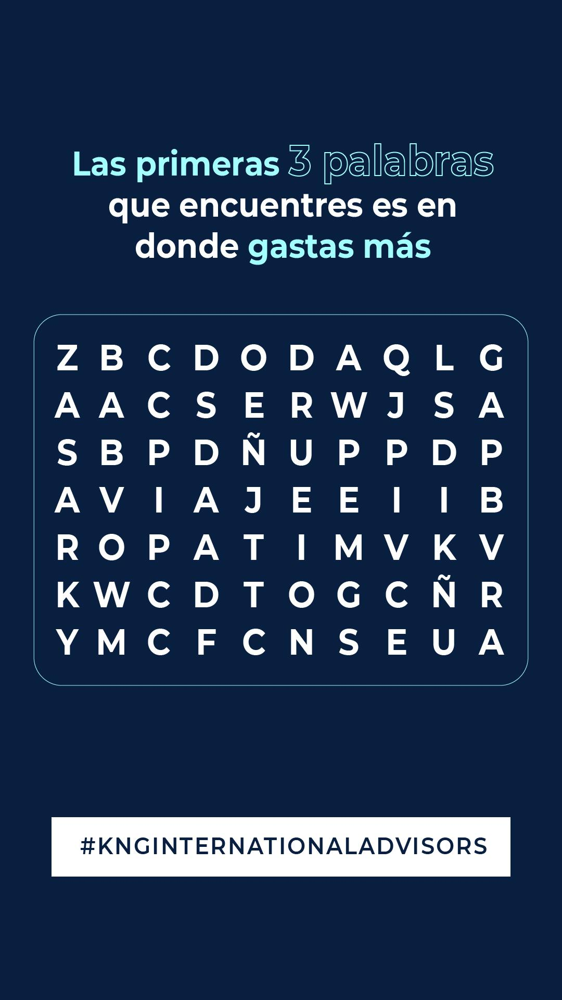 Las primeras 3 palabras
que encuentres es en
donde gastas más
Z B C D O D A Q L G
A A C S E R W J S A
S B P D Ñ U P P D P
A V I A J E E I I B
R O P A T I M V K V
K W C D T O G C Ñ R
Y M C F C N S E U A
#KNGINTERNATIONALADVISORS